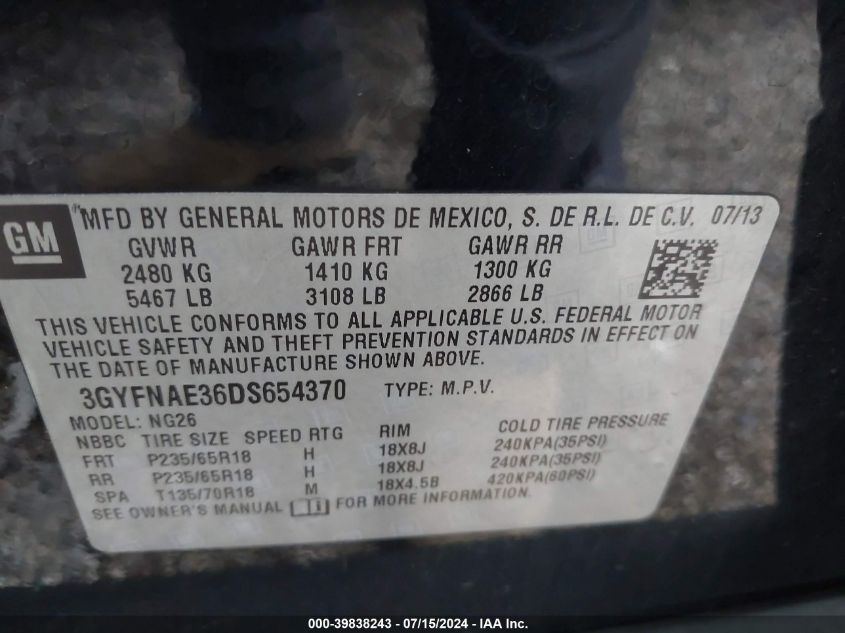 GM
MFD BY GENERAL MOTORS DE MEXICO, S. DE R.L. DE C.V. 07/13
GVWR GAWR FRT GAWR RR
2480 KG 1410 KG 1300 KG
5467 LB 3108 LB 2866 LB
THIS VEHICLE CONFORMS TO ALL APPLICABLE U.S. FEDERAL MOTOR
VEHICLE SAFETY AND THEFT PREVENTION STANDARDS IN EFFECT ON
THE DATE OF MANUFACTURE SHOWN ABOVE.
3GYFNAE36DS654370 TYPE: M.P.V.
MODEL: NG26
NBBC TIRE SIZE SPEED RTG RIM COLD TIRE PRESSURE
FRT P235/65R18 H 18X8J 240KPA(35PSI)
RR P235/65R18 H 18X8J 240KPA(35PSI)
SPA T135/70R18 M 18X4.5B 420KPA(60PSI)
SEE OWNER'S MANUAL FOR MORE INFORMATION.
000-39838243 - 07/15/2024 - IAA Inc.